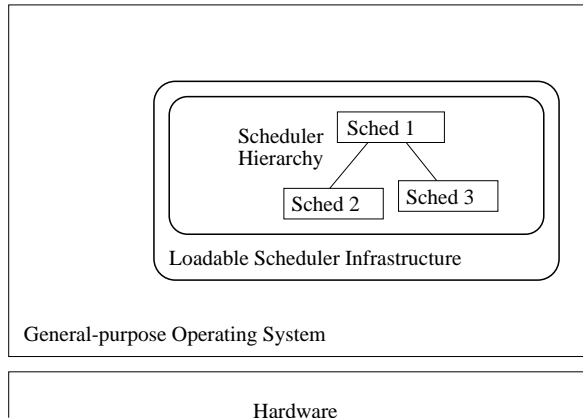 Sched 1
Scheduler
Hierarchy
Sched 2
Sched 3
Loadable Scheduler Infrastructure
General-purpose Operating System
Hardware